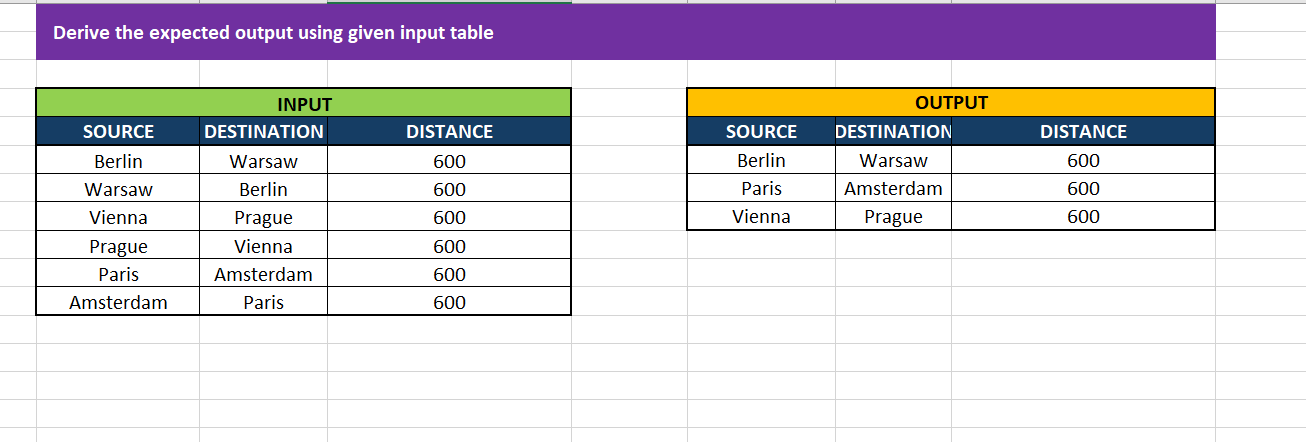 Derive the expected output using given input table
INPUT
SOURCE DESTINATION DISTANCE
Berlin Warsaw 600
Warsaw Berlin 600
Vienna Prague 600
Prague Vienna 600
Paris Amsterdam 600
Amsterdam Paris 600
OUTPUT
SOURCE DESTINATION DISTANCE
Berlin Warsaw 600
Paris Amsterdam 600
Vienna Prague 600